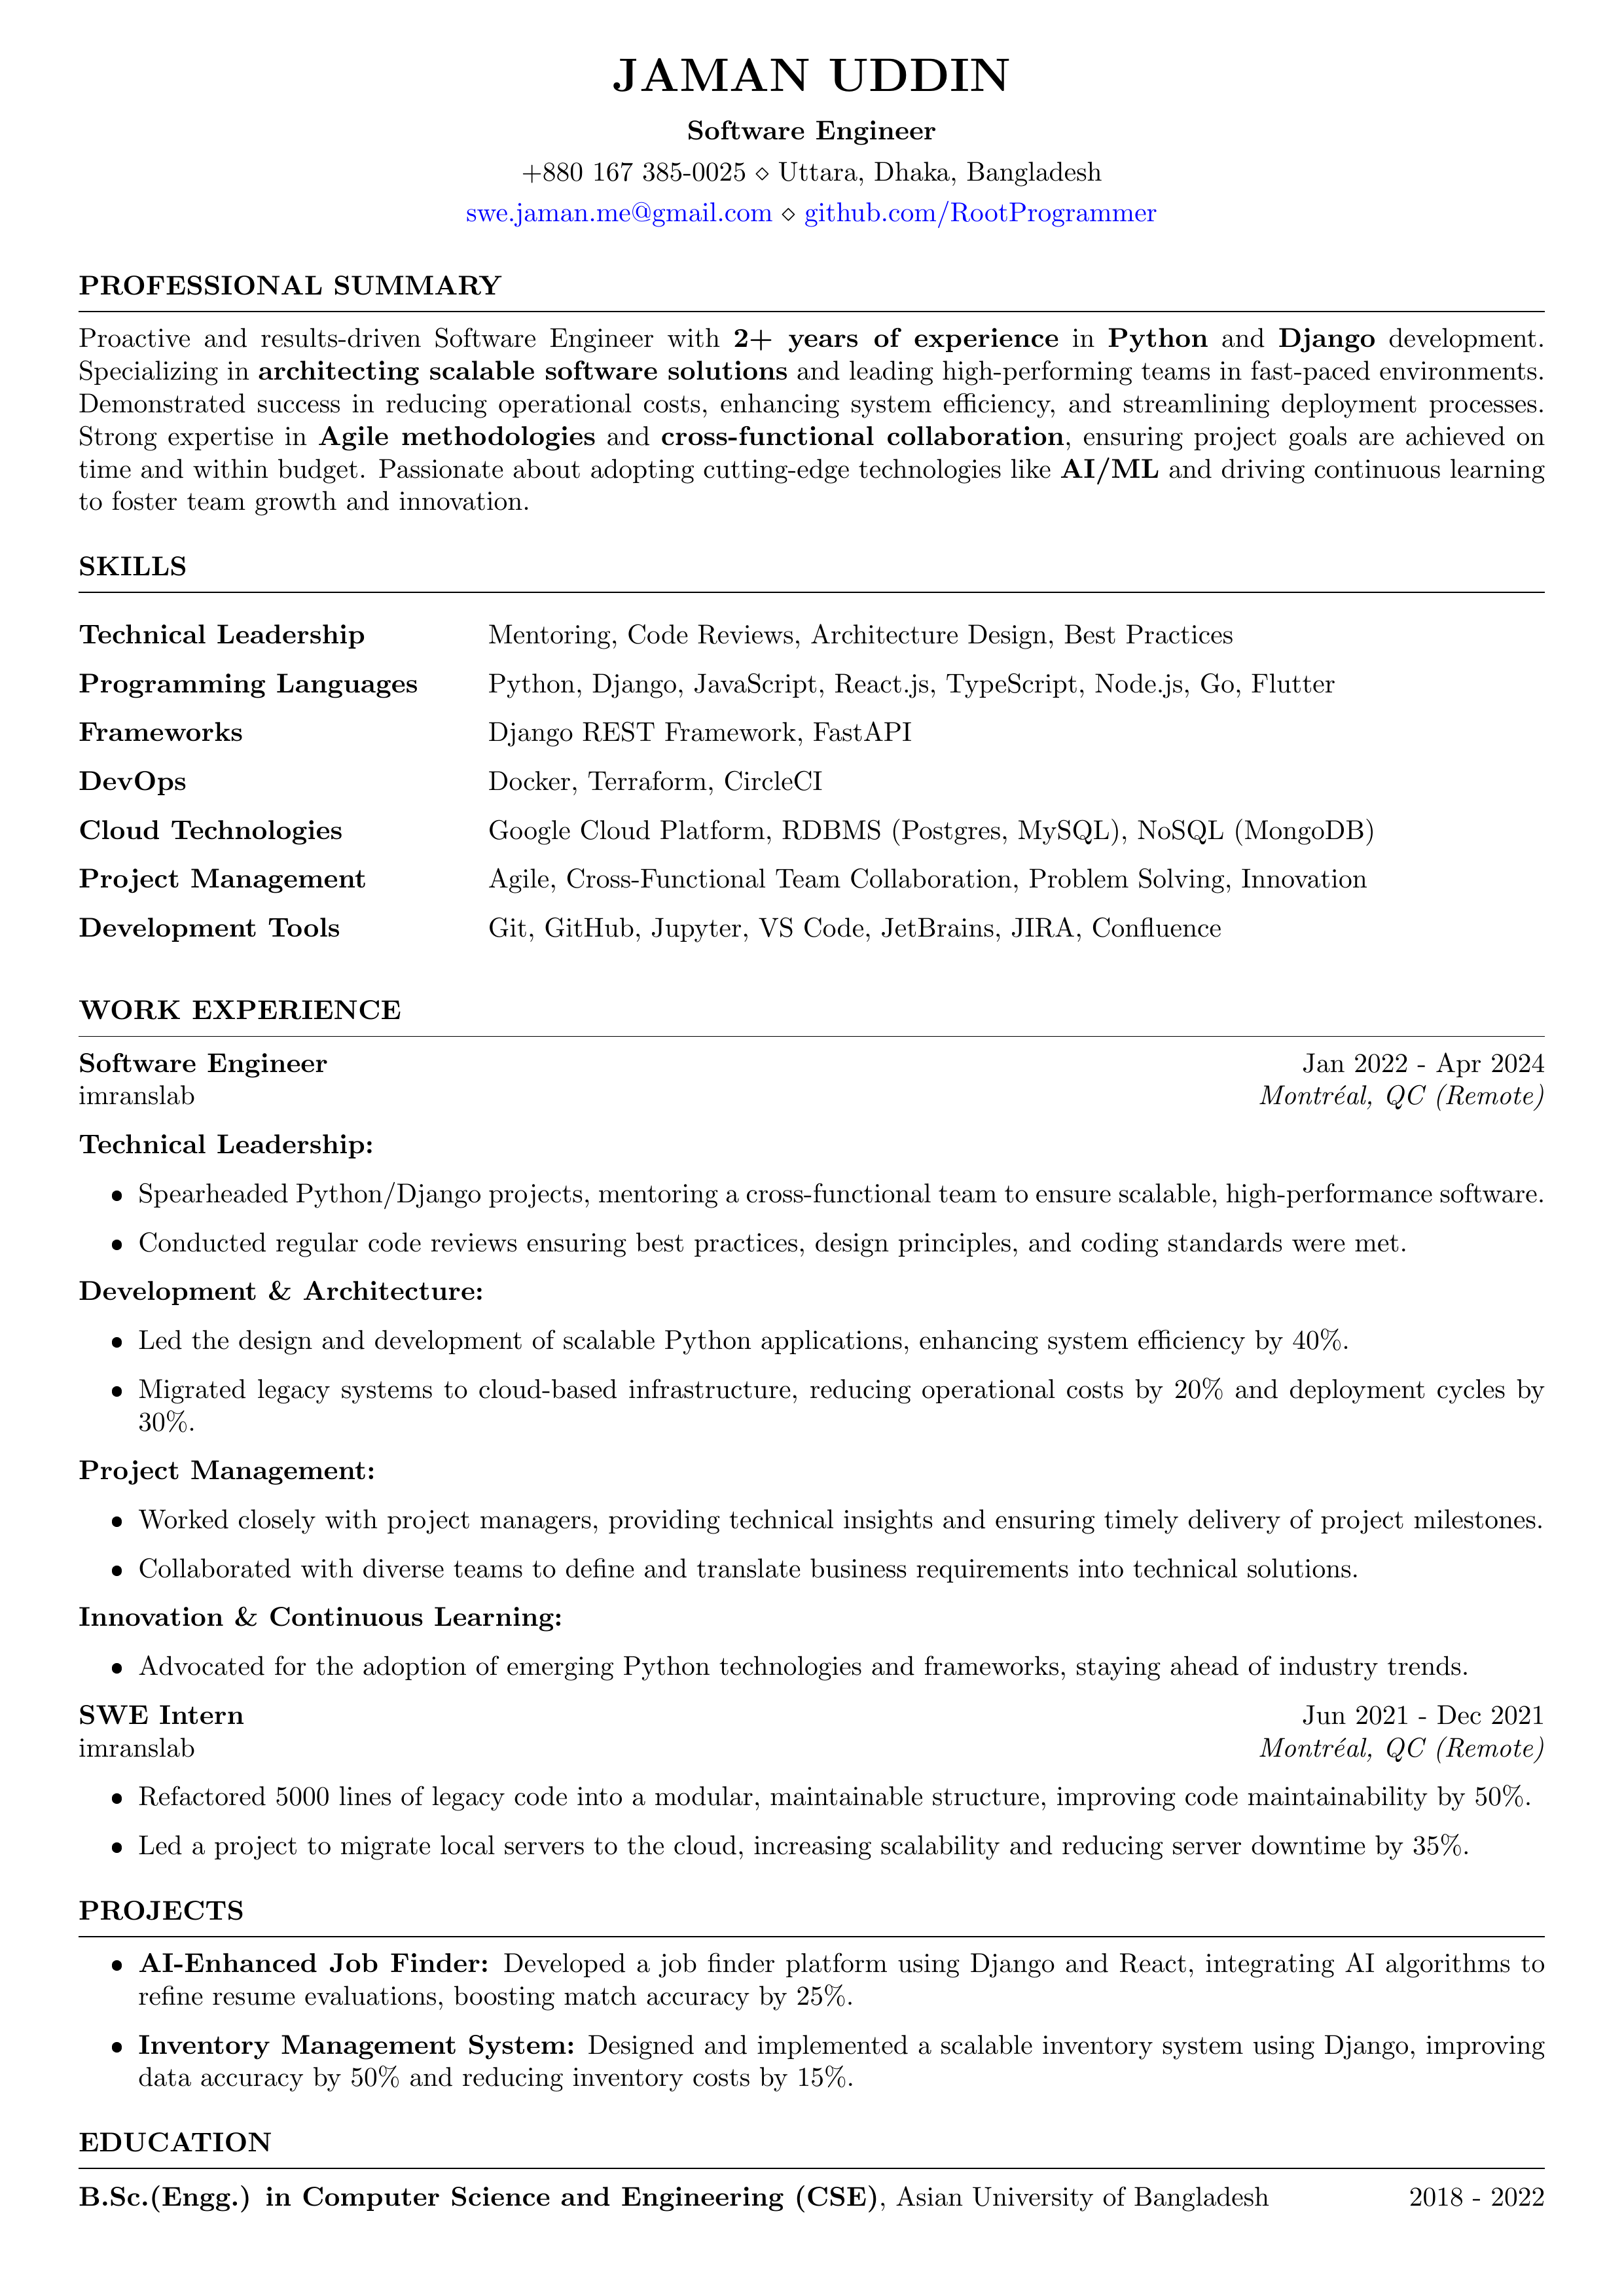 JAMAN UDDIN
Software Engineer
+880 167 385-0025 ⋄ Uttara, Dhaka, Bangladesh
swe.jaman.me@gmail.com ⋄ github.com/RootProgrammer
PROFESSIONAL SUMMARY
Proactive and results-driven Software Engineer with 2+ years of experience in Python and Django development.
Specializing in architecting scalable software solutions and leading high-performing teams in fast-paced environments.
Demonstrated success in reducing operational costs, enhancing system efficiency, and streamlining deployment processes.
Strong expertise in Agile methodologies and cross-functional collaboration, ensuring project goals are achieved on
time and within budget. Passionate about adopting cutting-edge technologies like AI/ML and driving continuous learning
to foster team growth and innovation.
SKILLS
Technical Leadership Mentoring, Code Reviews, Architecture Design, Best Practices
Programming Languages Python, Django, JavaScript, React.js, TypeScript, Node.js, Go, Flutter
Frameworks Django REST Framework, FastAPI
DevOps Docker, Terraform, CircleCI
Cloud Technologies Google Cloud Platform, RDBMS (Postgres, MySQL), NoSQL (MongoDB)
Project Management Agile, Cross-Functional Team Collaboration, Problem Solving, Innovation
Development Tools Git, GitHub, Jupyter, VS Code, JetBrains, JIRA, Confluence
WORK EXPERIENCE
Software Engineer Jan 2022 - Apr 2024
imranslab Montréal, QC (Remote)
Technical Leadership:
• Spearheaded Python/Django projects, mentoring a cross-functional team to ensure scalable, high-performance software.
• Conducted regular code reviews ensuring best practices, design principles, and coding standards were met.
Development & Architecture:
• Led the design and development of scalable Python applications, enhancing system efficiency by 40%.
• Migrated legacy systems to cloud-based infrastructure, reducing operational costs by 20% and deployment cycles by
30%.
Project Management:
• Worked closely with project managers, providing technical insights and ensuring timely delivery of project milestones.
• Collaborated with diverse teams to define and translate business requirements into technical solutions.
Innovation & Continuous Learning:
• Advocated for the adoption of emerging Python technologies and frameworks, staying ahead of industry trends.
SWE Intern Jun 2021 - Dec 2021
imranslab Montréal, QC (Remote)
• Refactored 5000 lines of legacy code into a modular, maintainable structure, improving code maintainability by 50%.
• Led a project to migrate local servers to the cloud, increasing scalability and reducing server downtime by 35%.
PROJECTS
• AI-Enhanced Job Finder: Developed a job finder platform using Django and React, integrating AI algorithms to
refine resume evaluations, boosting match accuracy by 25%.
• Inventory Management System: Designed and implemented a scalable inventory system using Django, improving
data accuracy by 50% and reducing inventory costs by 15%.
EDUCATION
B.Sc.(Engg.) in Computer Science and Engineering (CSE), Asian University of Bangladesh 2018 - 2022